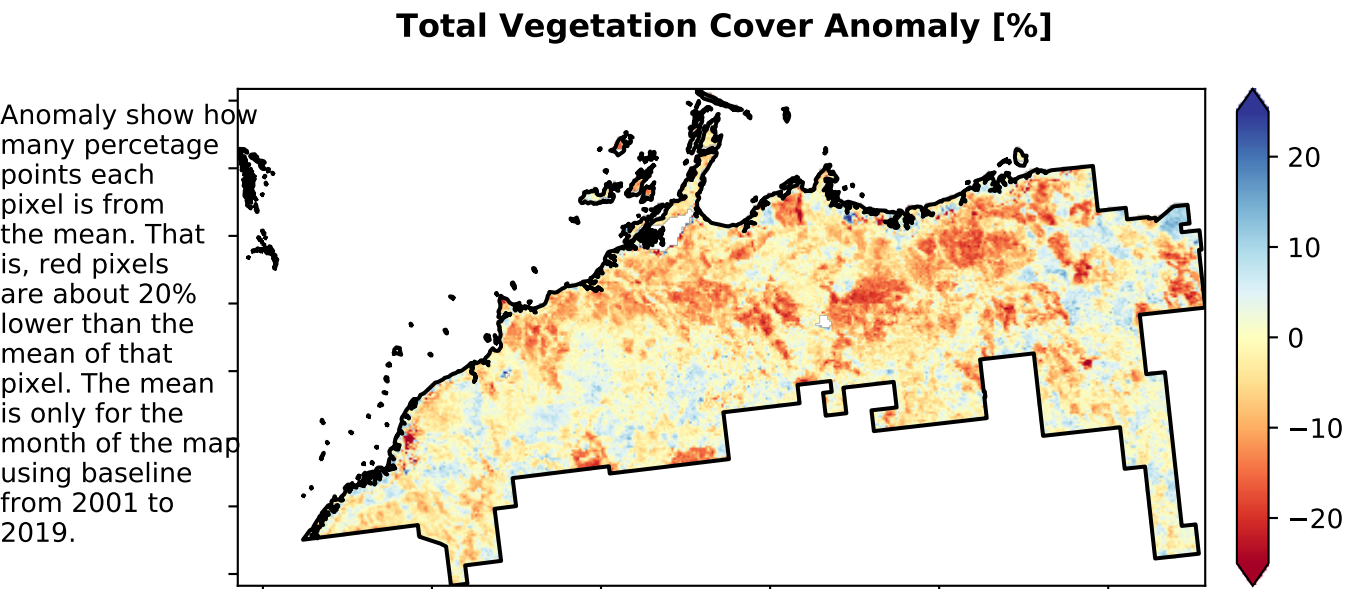 Total Vegetation Cover Anomaly [%]
Anomaly show how
many percetage
points each
pixel is from
the mean. That
is, red pixels
are about 20%
lower than the
mean of that
pixel. The mean
is only for the
month of the map
using baseline
from 2001 to
2019.
20
10
0
−10
−20